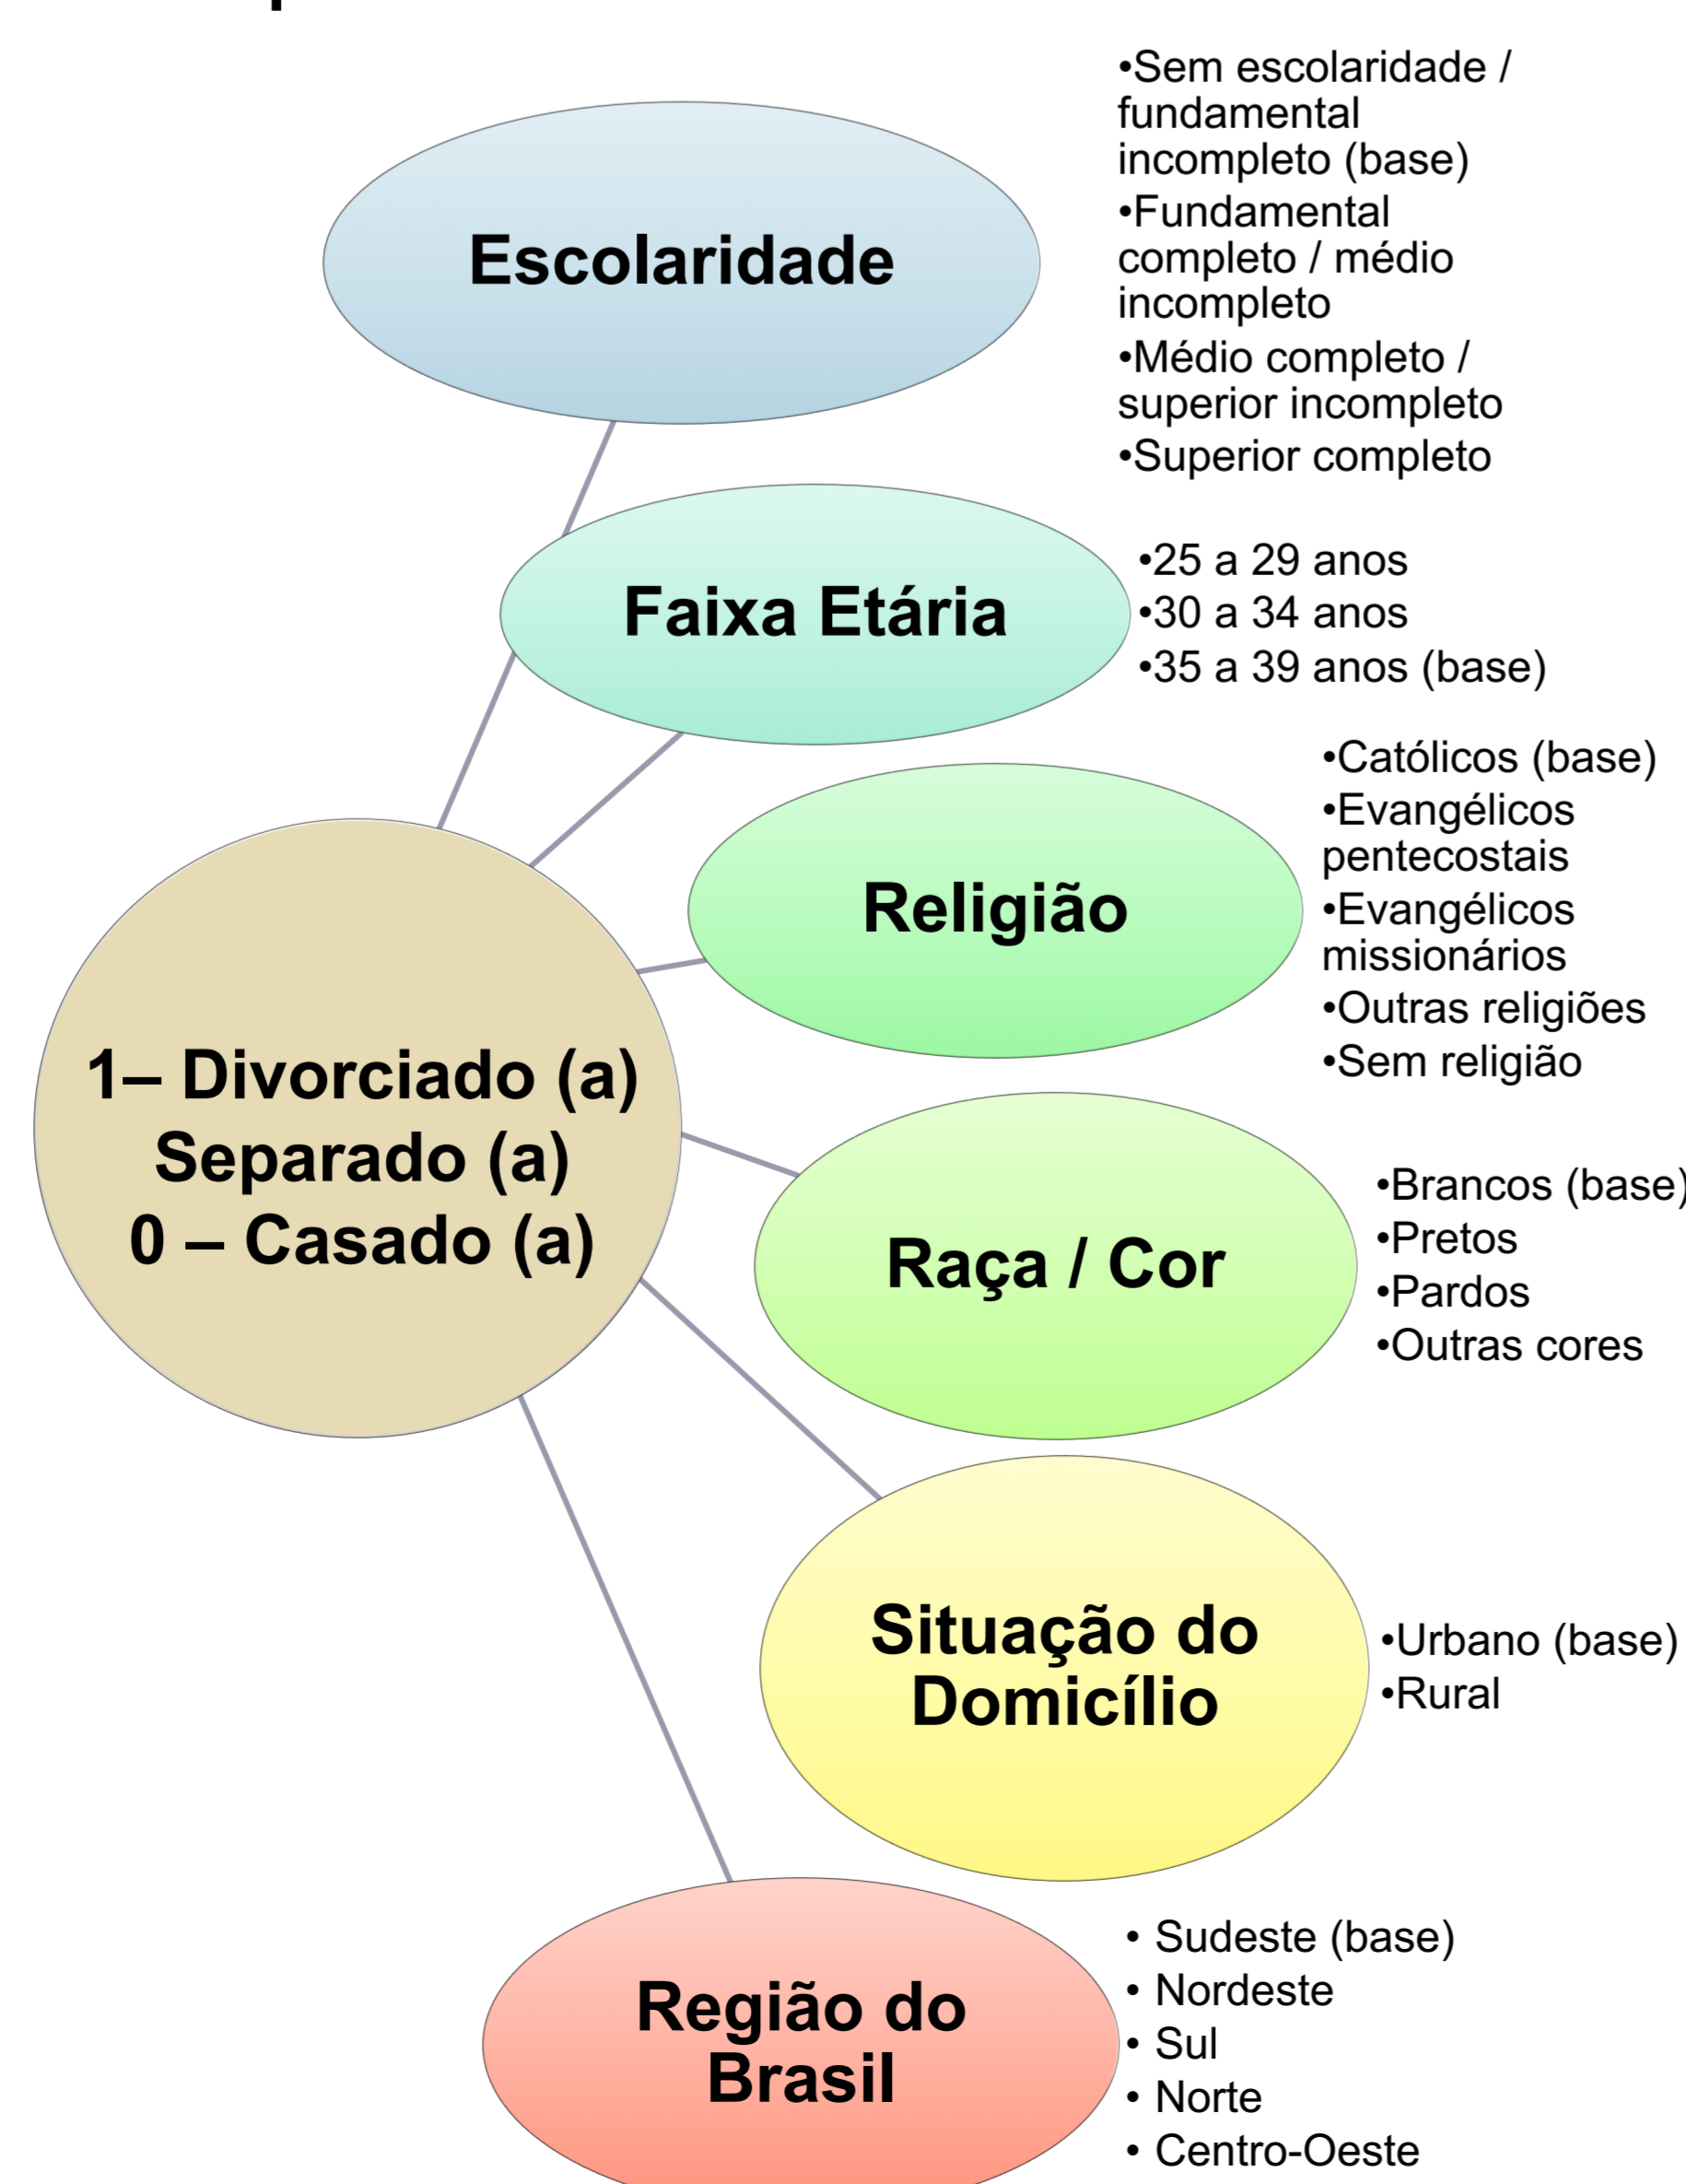 Escolaridade
•Sem escolaridade /
fundamental
incompleto (base)
•Fundamental
completo / médio
incompleto
•Médio completo /
superior incompleto
•Superior completo
Faixa Etária
•25 a 29 anos
•30 a 34 anos
•35 a 39 anos (base)
Religião
•Católicos (base)
•Evangélicos
pentecostais
•Evangélicos
missionários
•Outras religiões
•Sem religião
1– Divorciado (a)
Separado (a)
0 – Casado (a)
Raça / Cor
•Brancos (base)
•Pretos
•Pardos
•Outras cores
Situação do
Domicílio
•Urbano (base)
•Rural
Região do
Brasil
• Sudeste (base)
• Nordeste
• Sul
• Norte
• Centro-Oeste